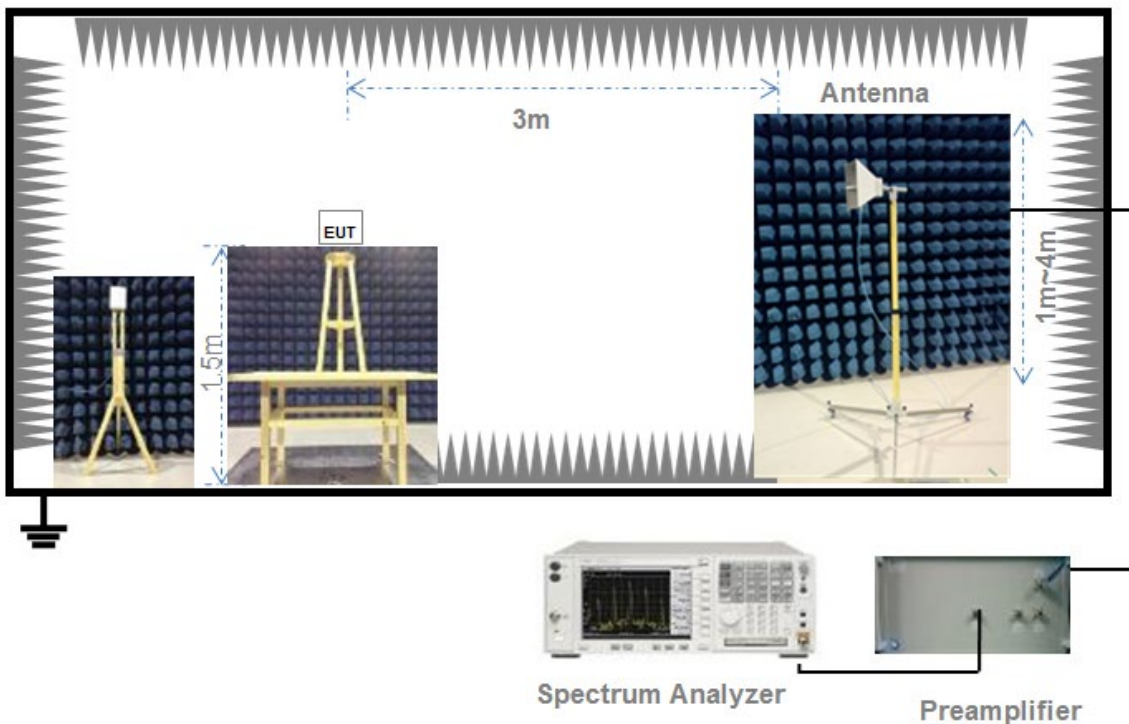 Antenna
3m
EUT
1.5m
1m~4m
Spectrum Analyzer
Preamplifier